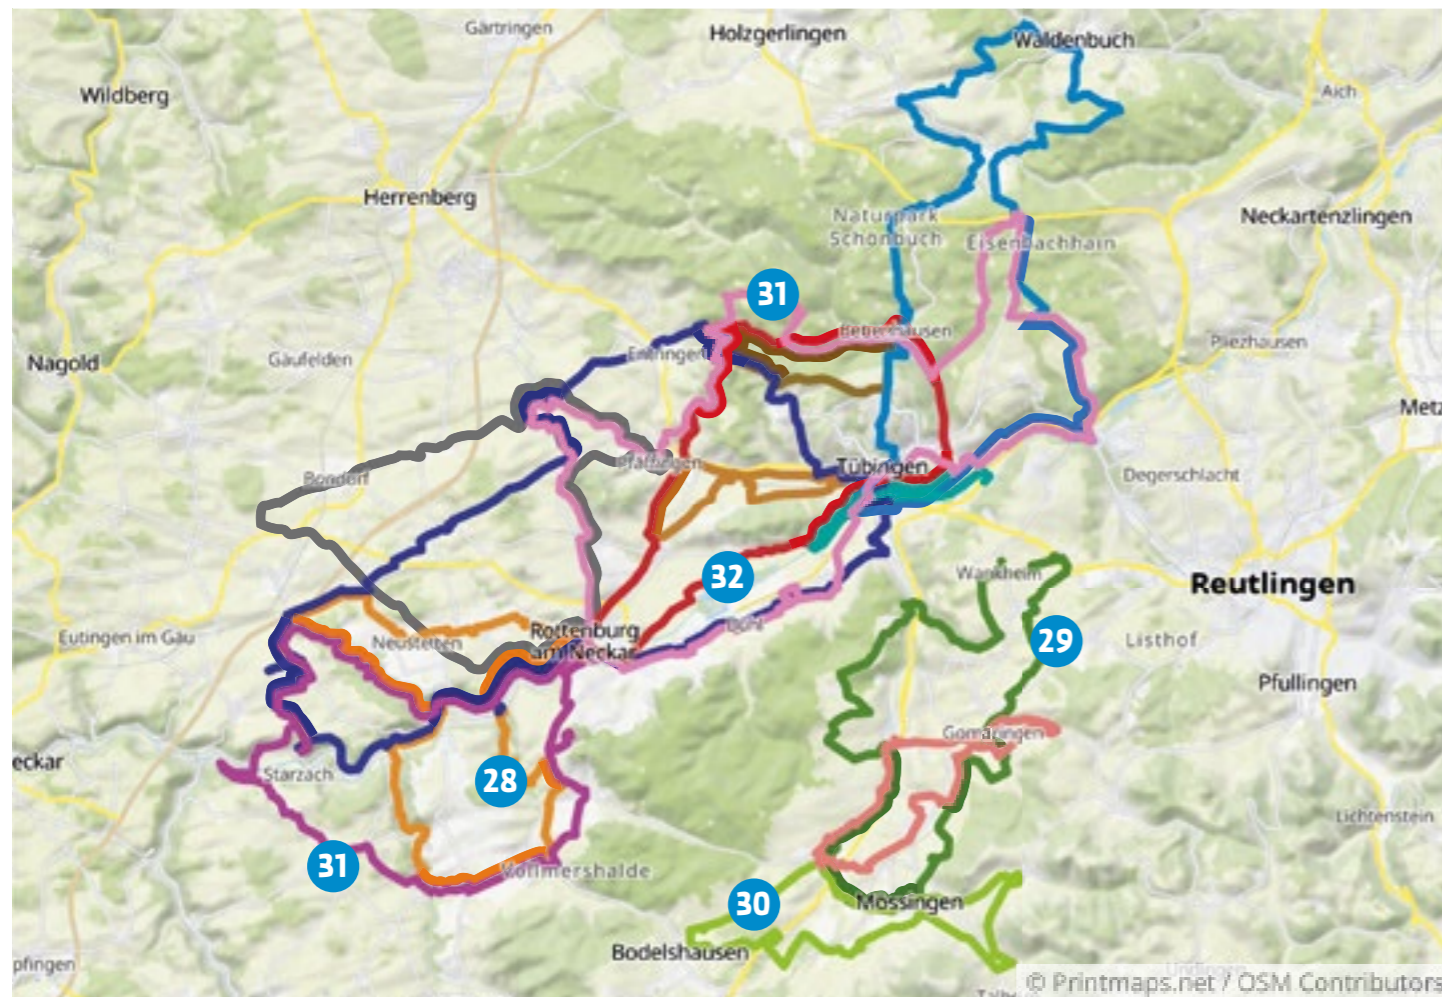 Gärtringen
Holzgerlingen
Waldenbuch
Wildberg
Aich
Herrenberg
Naturpark
Schönbuch
Eisenbachhain
Neckartenzlingen
31
Bebenhausen
Nagold
Gäufelden
Entringen
Pliezhausen
Metz
Bondorf
Pfäffingen
Tübingen
Degerschlacht
32
Wankheim
Reutlingen
Eutingen im Gäu
Neustetten
Rottenburg
am Neckar
Bühl
29
Listhof
Pfullingen
Gomaringen
eckar
Starzach
28
Lichtenstein
31
Vollmershalde
30
Mössingen
Bodelshausen
pfingen
© Printmaps.net / OSM Contributors